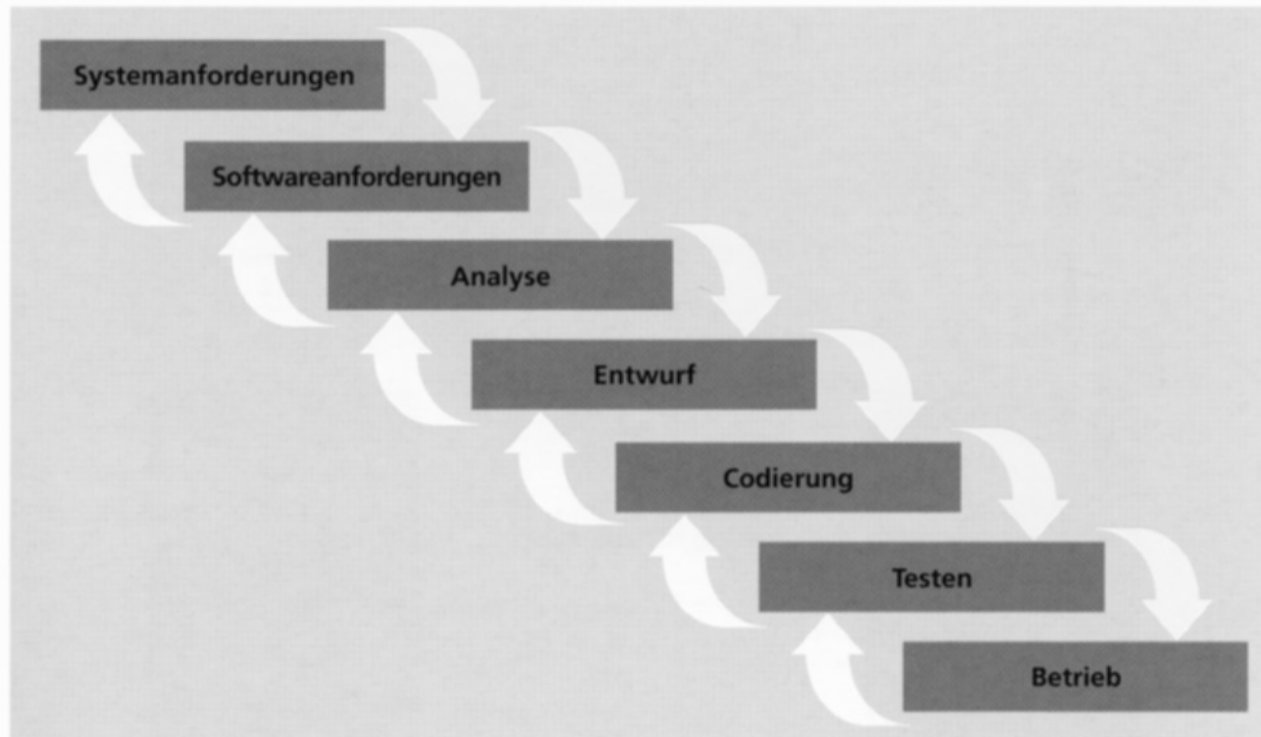 Systemanforderungen
Softwareanforderungen
Analyse
Entwurf
Codierung
Testen
Betrieb